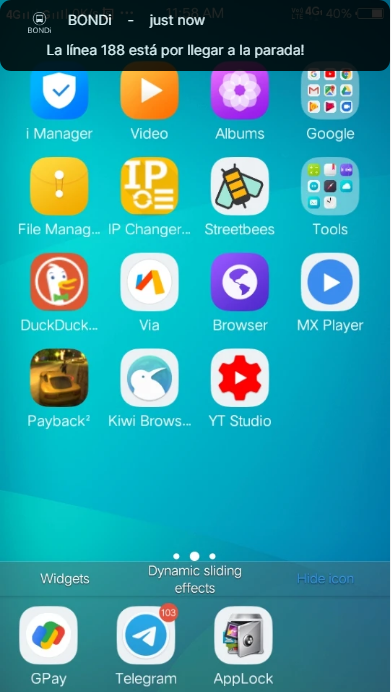 BONDi - just now
BONDi
La línea 188 está por llegar a la parada!
11:58 AM 4G 40%
i Manager Video Albums Google
IP
File Manag... IP Changer... Streetbees Tools
DuckDuck... Via Browser MX Player
Payback² Kiwi Brows... YT Studio
Widgets Dynamic sliding effects Hide icon
103
GPay Telegram AppLock